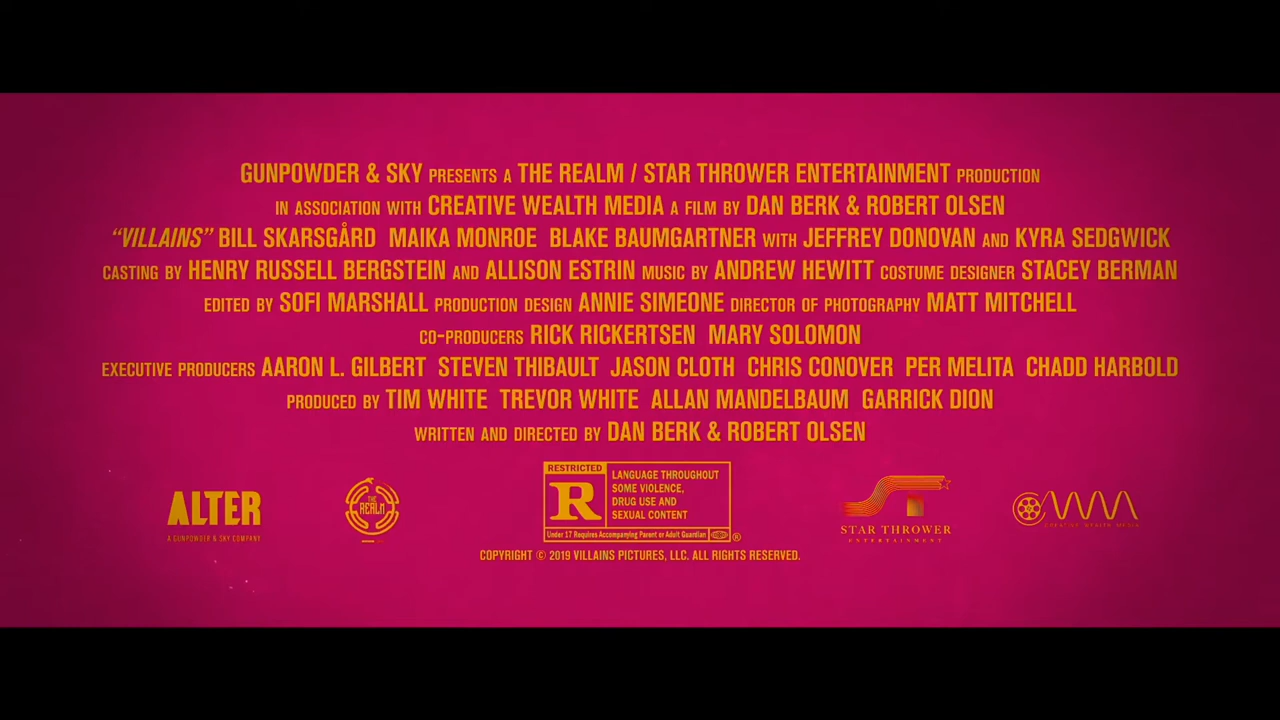 GUNPOWDER & SKY PRESENTS A THE REALM / STAR THROWER ENTERTAINMENT PRODUCTION
IN ASSOCIATION WITH CREATIVE WEALTH MEDIA A FILM BY DAN BERK & ROBERT OLSEN
"VILLAINS" BILL SKARSGÅRD MAIKA MONROE BLAKE BAUMGARTNER WITH JEFFREY DONOVAN AND KYRA SEDGWICK
CASTING BY HENRY RUSSELL BERGSTEIN AND ALLISON ESTRIN MUSIC BY ANDREW HEWITT COSTUME DESIGNER STACEY BERMAN
EDITED BY SOFI MARSHALL PRODUCTION DESIGN ANNIE SIMEONE DIRECTOR OF PHOTOGRAPHY MATT MITCHELL
CO-PRODUCERS RICK RICKERTSEN MARY SOLOMON
EXECUTIVE PRODUCERS AARON L. GILBERT STEVEN THIBAULT JASON CLOTH CHRIS CONOVER PER MELITA CHADD HARBOLD
PRODUCED BY TIM WHITE TREVOR WHITE ALLAN MANDELBAUM GARRICK DION
WRITTEN AND DIRECTED BY DAN BERK & ROBERT OLSEN
ALTER
A GUNPOWDER & SKY COMPANY
THE
REALM
RESTRICTED
R
LANGUAGE THROUGHOUT
SOME VIOLENCE,
DRUG USE AND
SEXUAL CONTENT
Under 17 Requires Accompanying Parent or Adult Guardian
®
STAR THROWER
ENTERTAINMENT
CREATIVE WEALTH MEDIA
COPYRIGHT © 2019 VILLAINS PICTURES, LLC. ALL RIGHTS RESERVED.